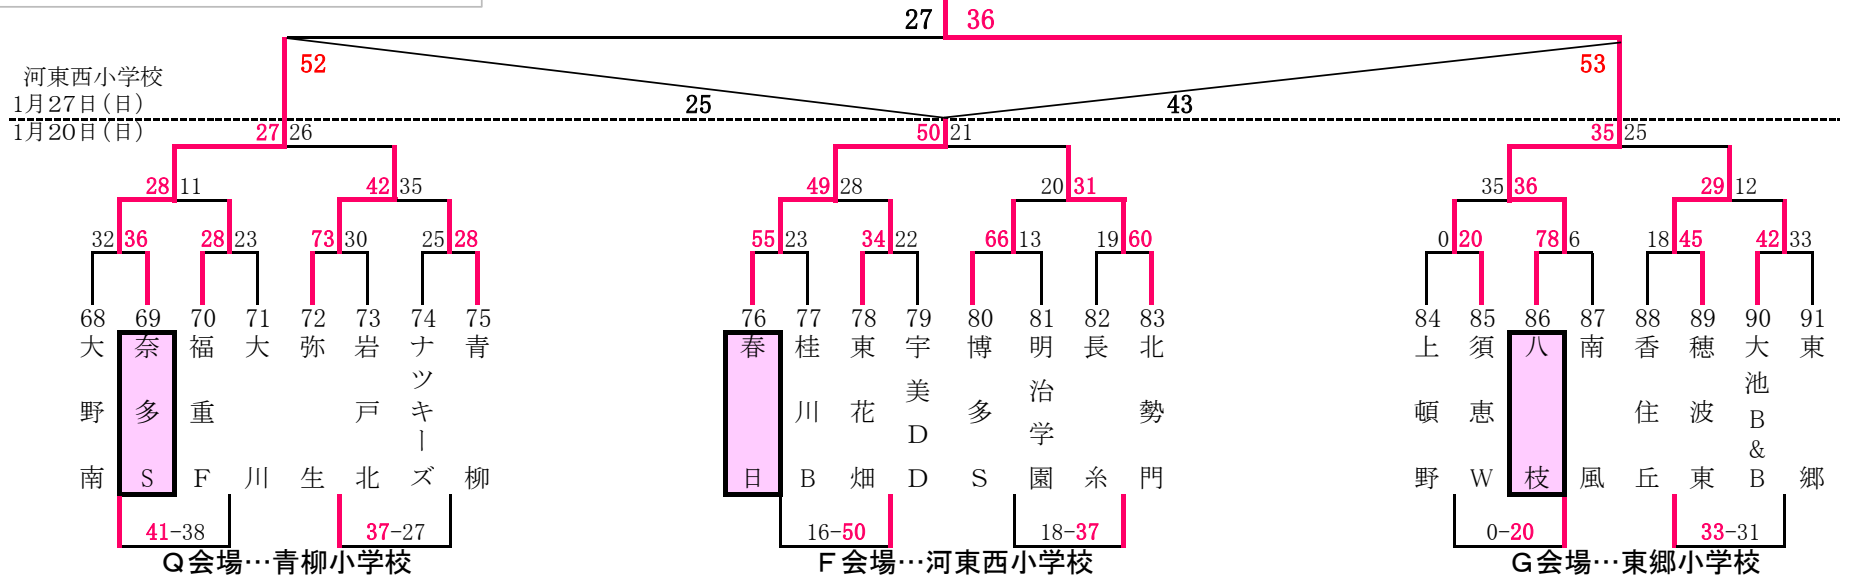 27 36
52 53
河東西小学校
1月27日(日)
25 43
1月20日(日)
27 26 50 21 35 25
28 11 42 35 49 28 20 31 35 36 29 12
32 36 28 23 73 30 25 28 55 23 34 22 66 13 19 60 0 20 78 6 18 45 42 33
68 69 70 71 72 73 74 75 76 77 78 79 80 81 82 83 84 85 86 87 88 89 90 91
大野南
奈多S
福重F
大川
弥生
岩戸北
ナツキーズ
青柳
春日
桂川B
東花畑
宇美DD
博多S
明治学園
長糸
北勢門
上頓野
須恵W
八枝
南風
香住丘
穂波東
大池B&B
東郷
41-38 37-27 16-50 18-37 0-20 33-31
Q会場…青柳小学校 F会場…河東西小学校 G会場…東郷小学校